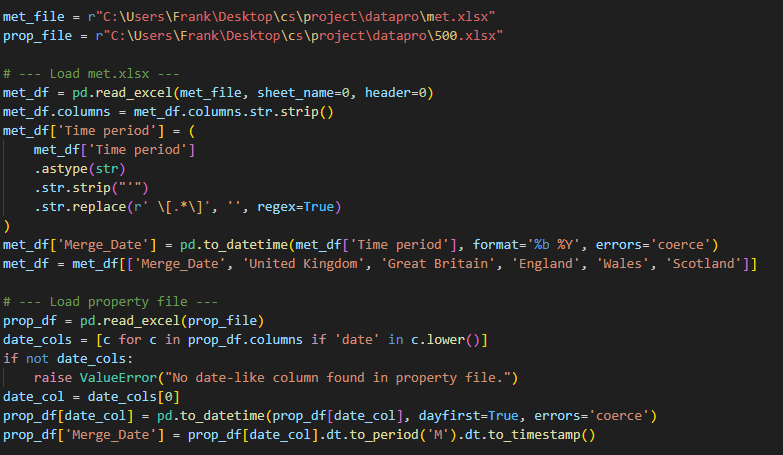 met_file = r"C:\Users\Frank\Desktop\cs\project\datapro\met.xlsx"
prop_file = r"C:\Users\Frank\Desktop\cs\project\datapro\500.xlsx"
# --- Load met.xlsx ---
met_df = pd.read_excel(met_file, sheet_name=0, header=0)
met_df.columns = met_df.columns.str.strip()
met_df['Time period'] = (
    met_df['Time period']
    .astype(str)
    .str.strip("'")
    .str.replace(r' \[.*\]', '', regex=True)
)
met_df['Merge_Date'] = pd.to_datetime(met_df['Time period'], format='%b %Y', errors='coerce')
met_df = met_df[['Merge_Date', 'United Kingdom', 'Great Britain', 'England', 'Wales', 'Scotland']]
# --- Load property file ---
prop_df = pd.read_excel(prop_file)
date_cols = [c for c in prop_df.columns if 'date' in c.lower()]
if not date_cols:
    raise ValueError("No date-like column found in property file.")
date_col = date_cols[0]
prop_df[date_col] = pd.to_datetime(prop_df[date_col], dayfirst=True, errors='coerce')
prop_df['Merge_Date'] = prop_df[date_col].dt.to_period('M').dt.to_timestamp()